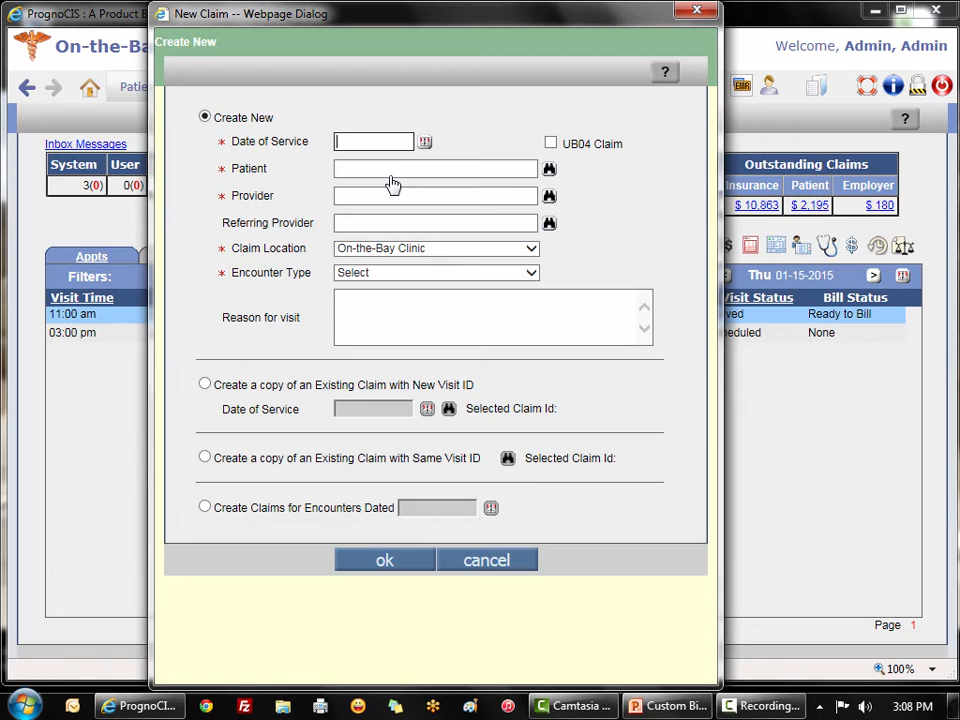 PrognoCIS : A Product B
New Claim -- Webpage Dialog
Create New
On-the-Ba
Welcome, Admin, Admin
Patie
?
EMR
?
Create New
Date of Service
UB04 Claim
Patient
Provider
Referring Provider
Claim Location
On-the-Bay Clinic
Encounter Type
Select
Reason for visit
Create a copy of an Existing Claim with New Visit ID
Date of Service
Selected Claim Id:
Create a copy of an Existing Claim with Same Visit ID
Selected Claim Id:
Create Claims for Encounters Dated
ok
cancel
Inbox Messages
System User
3(0) 0(0)
Outstanding Claims
Insurance Patient Employer
$ 10,863 $ 2,195 $ 180
Appts
Filters:
Thu 01-15-2015 >
Visit Time
Visit Status Bill Status
11:00 am
ved Ready to Bill
03:00 pm
heduled None
Page 1
100%
PrognoCI...
Camtasia ...
Custom Bi...
Recording...
3:08 PM